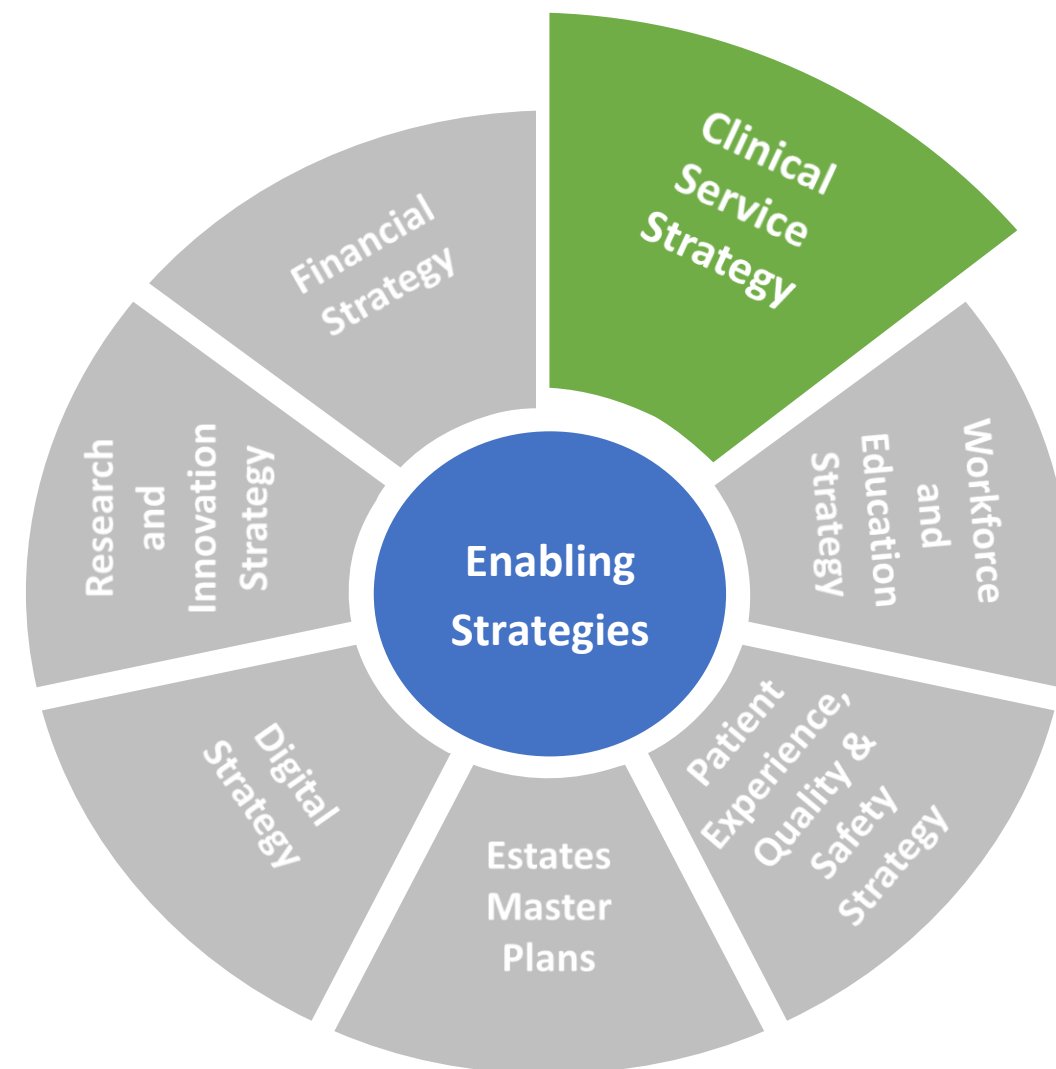 Clinical
Service
Strategy
Workforce
and
Education
Strategy
Patient
Experience,
Quality &
Safety
Strategy
Estates
Master
Plans
Digital
Strategy
Research
and
Innovation
Strategy
Financial
Strategy
Enabling
Strategies